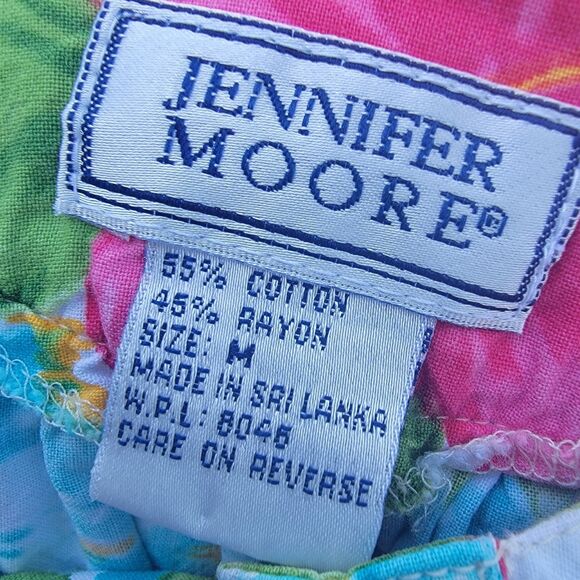 JENNIFER
MOORE®
55% COTTON
45% RAYON
SIZE: M
MADE IN SRI LANKA
W.P.L: 8046
CARE ON REVERSE